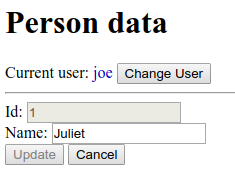 Person data
Current user: joe Change User
Id: 1
Name: Juliet
Update Cancel